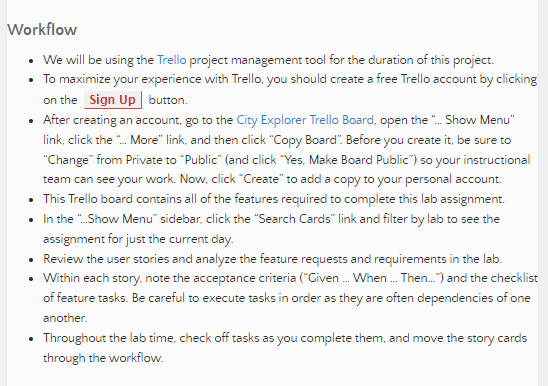 Workflow
• We will be using the Trello project management tool for the duration of this project.
• To maximize your experience with Trello, you should create a free Trello account by clicking
on the Sign Up button.
• After creating an account, go to the City Explorer Trello Board, open the “... Show Menu”
link, click the “... More” link, and then click “Copy Board”. Before you create it, be sure to
“Change” from Private to “Public” (and click “Yes, Make Board Public”) so your instructional
team can see your work. Now, click “Create” to add a copy to your personal account.
• This Trello board contains all of the features required to complete this lab assignment.
• In the “...Show Menu” sidebar, click the “Search Cards” link and filter by lab to see the
assignment for just the current day.
• Review the user stories and analyze the feature requests and requirements in the lab.
• Within each story, note the acceptance criteria (“Given ... When ... Then...”) and the checklist
of feature tasks. Be careful to execute tasks in order as they are often dependencies of one
another.
• Throughout the lab time, check off tasks as you complete them, and move the story cards
through the workflow.